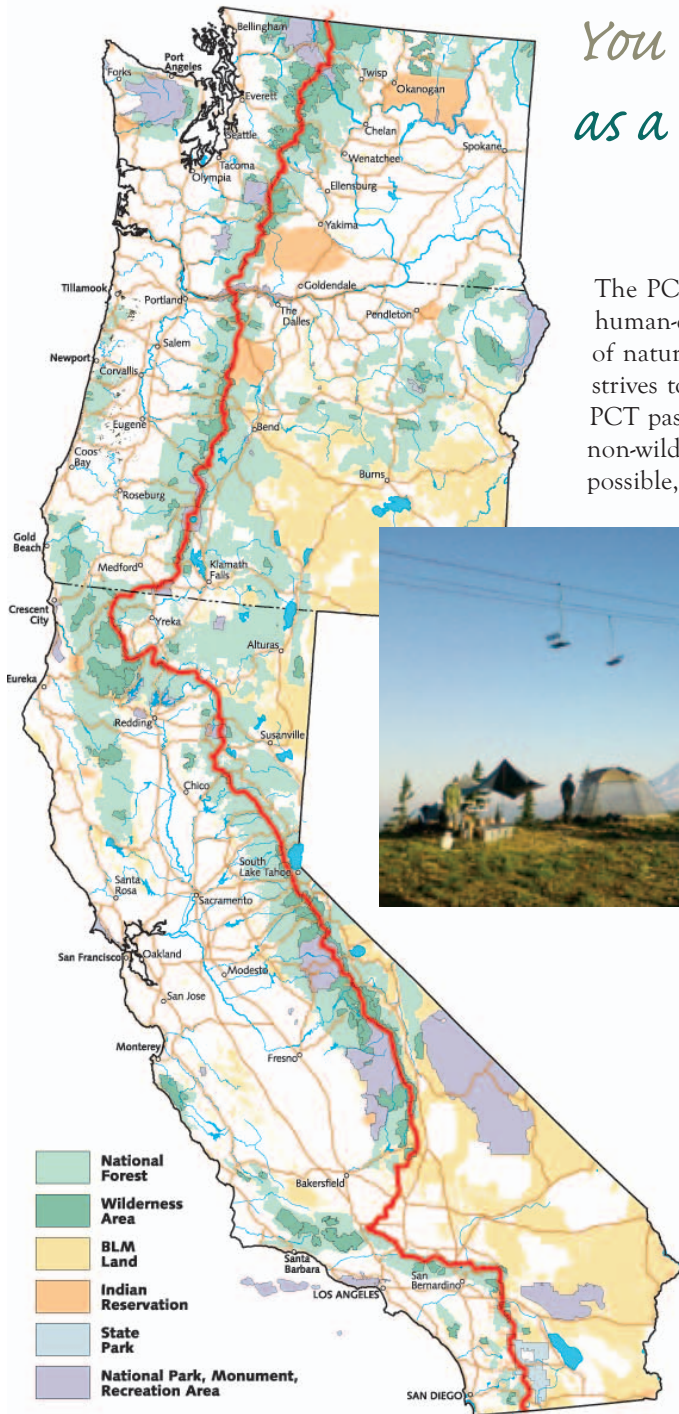 You
as a
The PC
human-
of natur
strives to
PCT pas
non-wild
possible,
Bellingham
Port
Angeles
Forks
Twisp
Okanogan
Everett
Seattle
Chelan
Spokane
Wenatchee
Tacoma
Olympia
Ellensburg
Yakima
Goldendale
Tillamook
Portland
The
Dalles
Pendleton
Salem
Newport
Corvallis
Eugene
Bend
Coos
Bay
Burns
Roseburg
Gold
Beach
Medford
Klamath
Falls
Crescent
City
Yreka
Alturas
Eureka
Redding
Susanville
Chico
South
Lake Tahoe
Santa
Rosa
Sacramento
San Francisco
Oakland
Modesto
San Jose
Monterey
Fresno
National
Forest
Wilderness
Area
BLM
Land
Indian
Reservation
State
Park
National Park, Monument,
Recreation Area
Bakersfield
Santa
Barbara
LOS ANGELES
San
Bernardino
SAN DIEGO